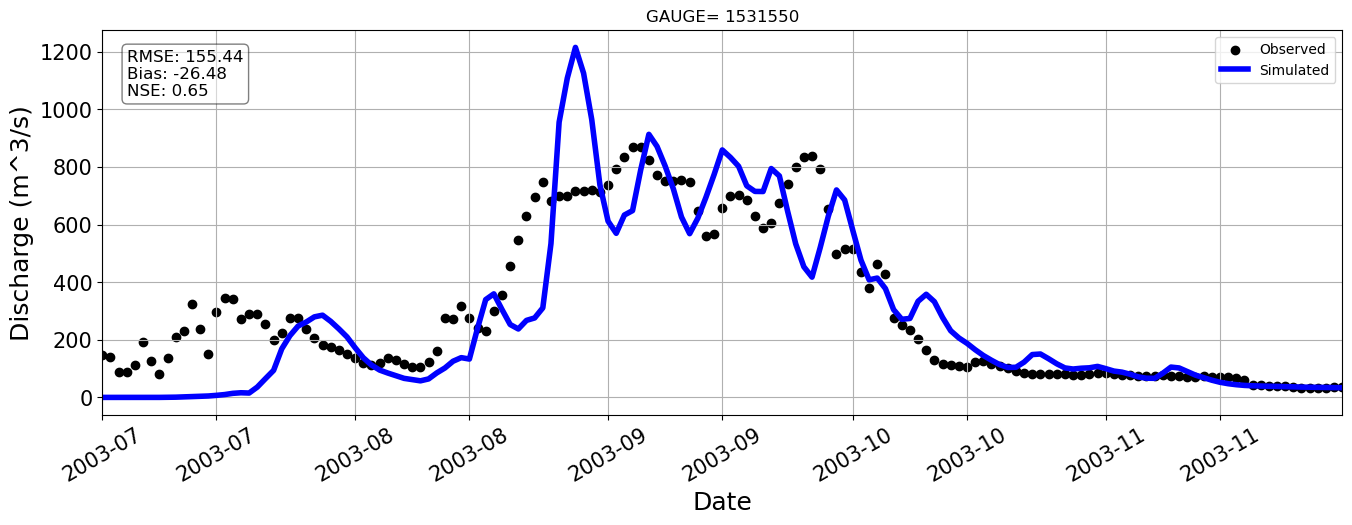 GAUGE= 1531550
RMSE: 155.44
Bias: -26.48
NSE: 0.65
Observed
Simulated
Discharge (m^3/s)
1200
1000
800
600
400
200
0
2003-07
2003-07
2003-08
2003-08
2003-09
2003-09
2003-10
2003-10
2003-11
2003-11
Date